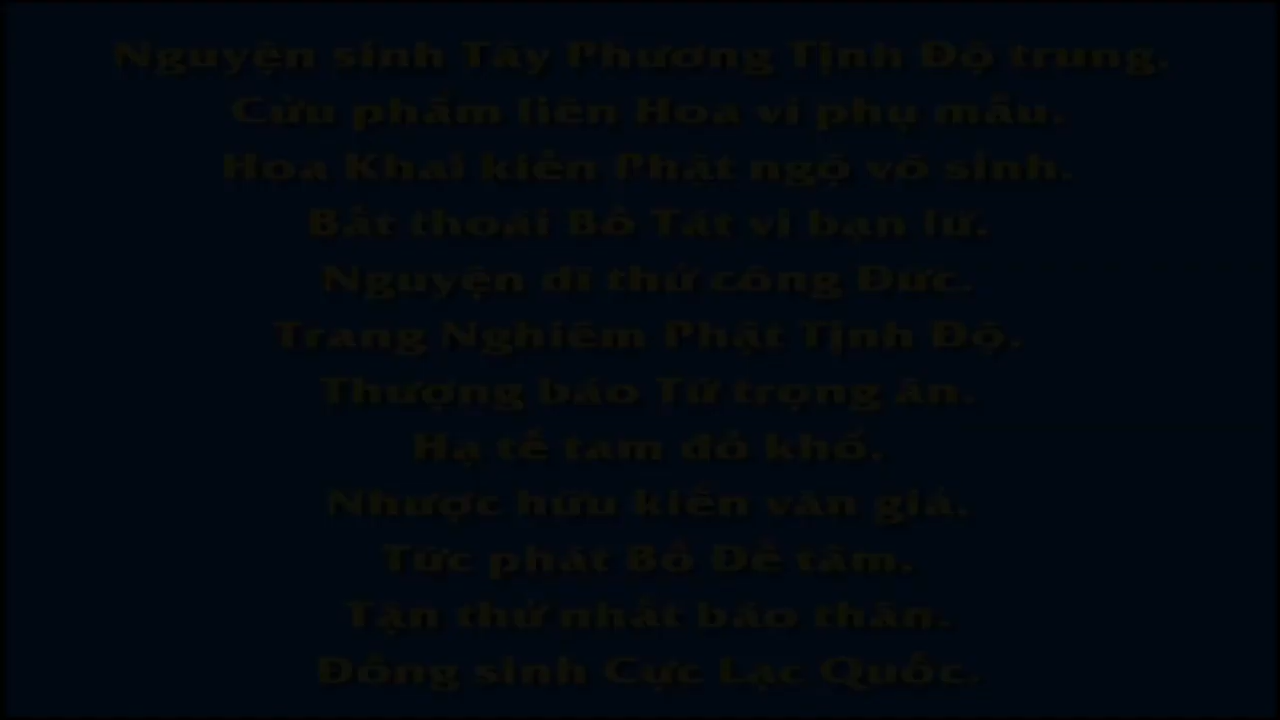 Nguyện sinh Tây Phương Tịnh Độ trung.
Cửu phẩm liên Hoa vi phụ mẫu.
Hoa Khai kiến Phật ngộ vô sinh.
Bất thoái Bồ Tát vi bạn lữ.
Nguyện dĩ thử công Đức.
Trang Nghiêm Phật Tịnh Độ.
Thượng báo Tứ trọng ân.
Hạ tế tam đồ khổ.
Nhược hữu kiến văn giả.
Tức phát Bồ Đề tâm.
Tận thử nhất báo thân.
Đồng sinh Cực Lạc Quốc.